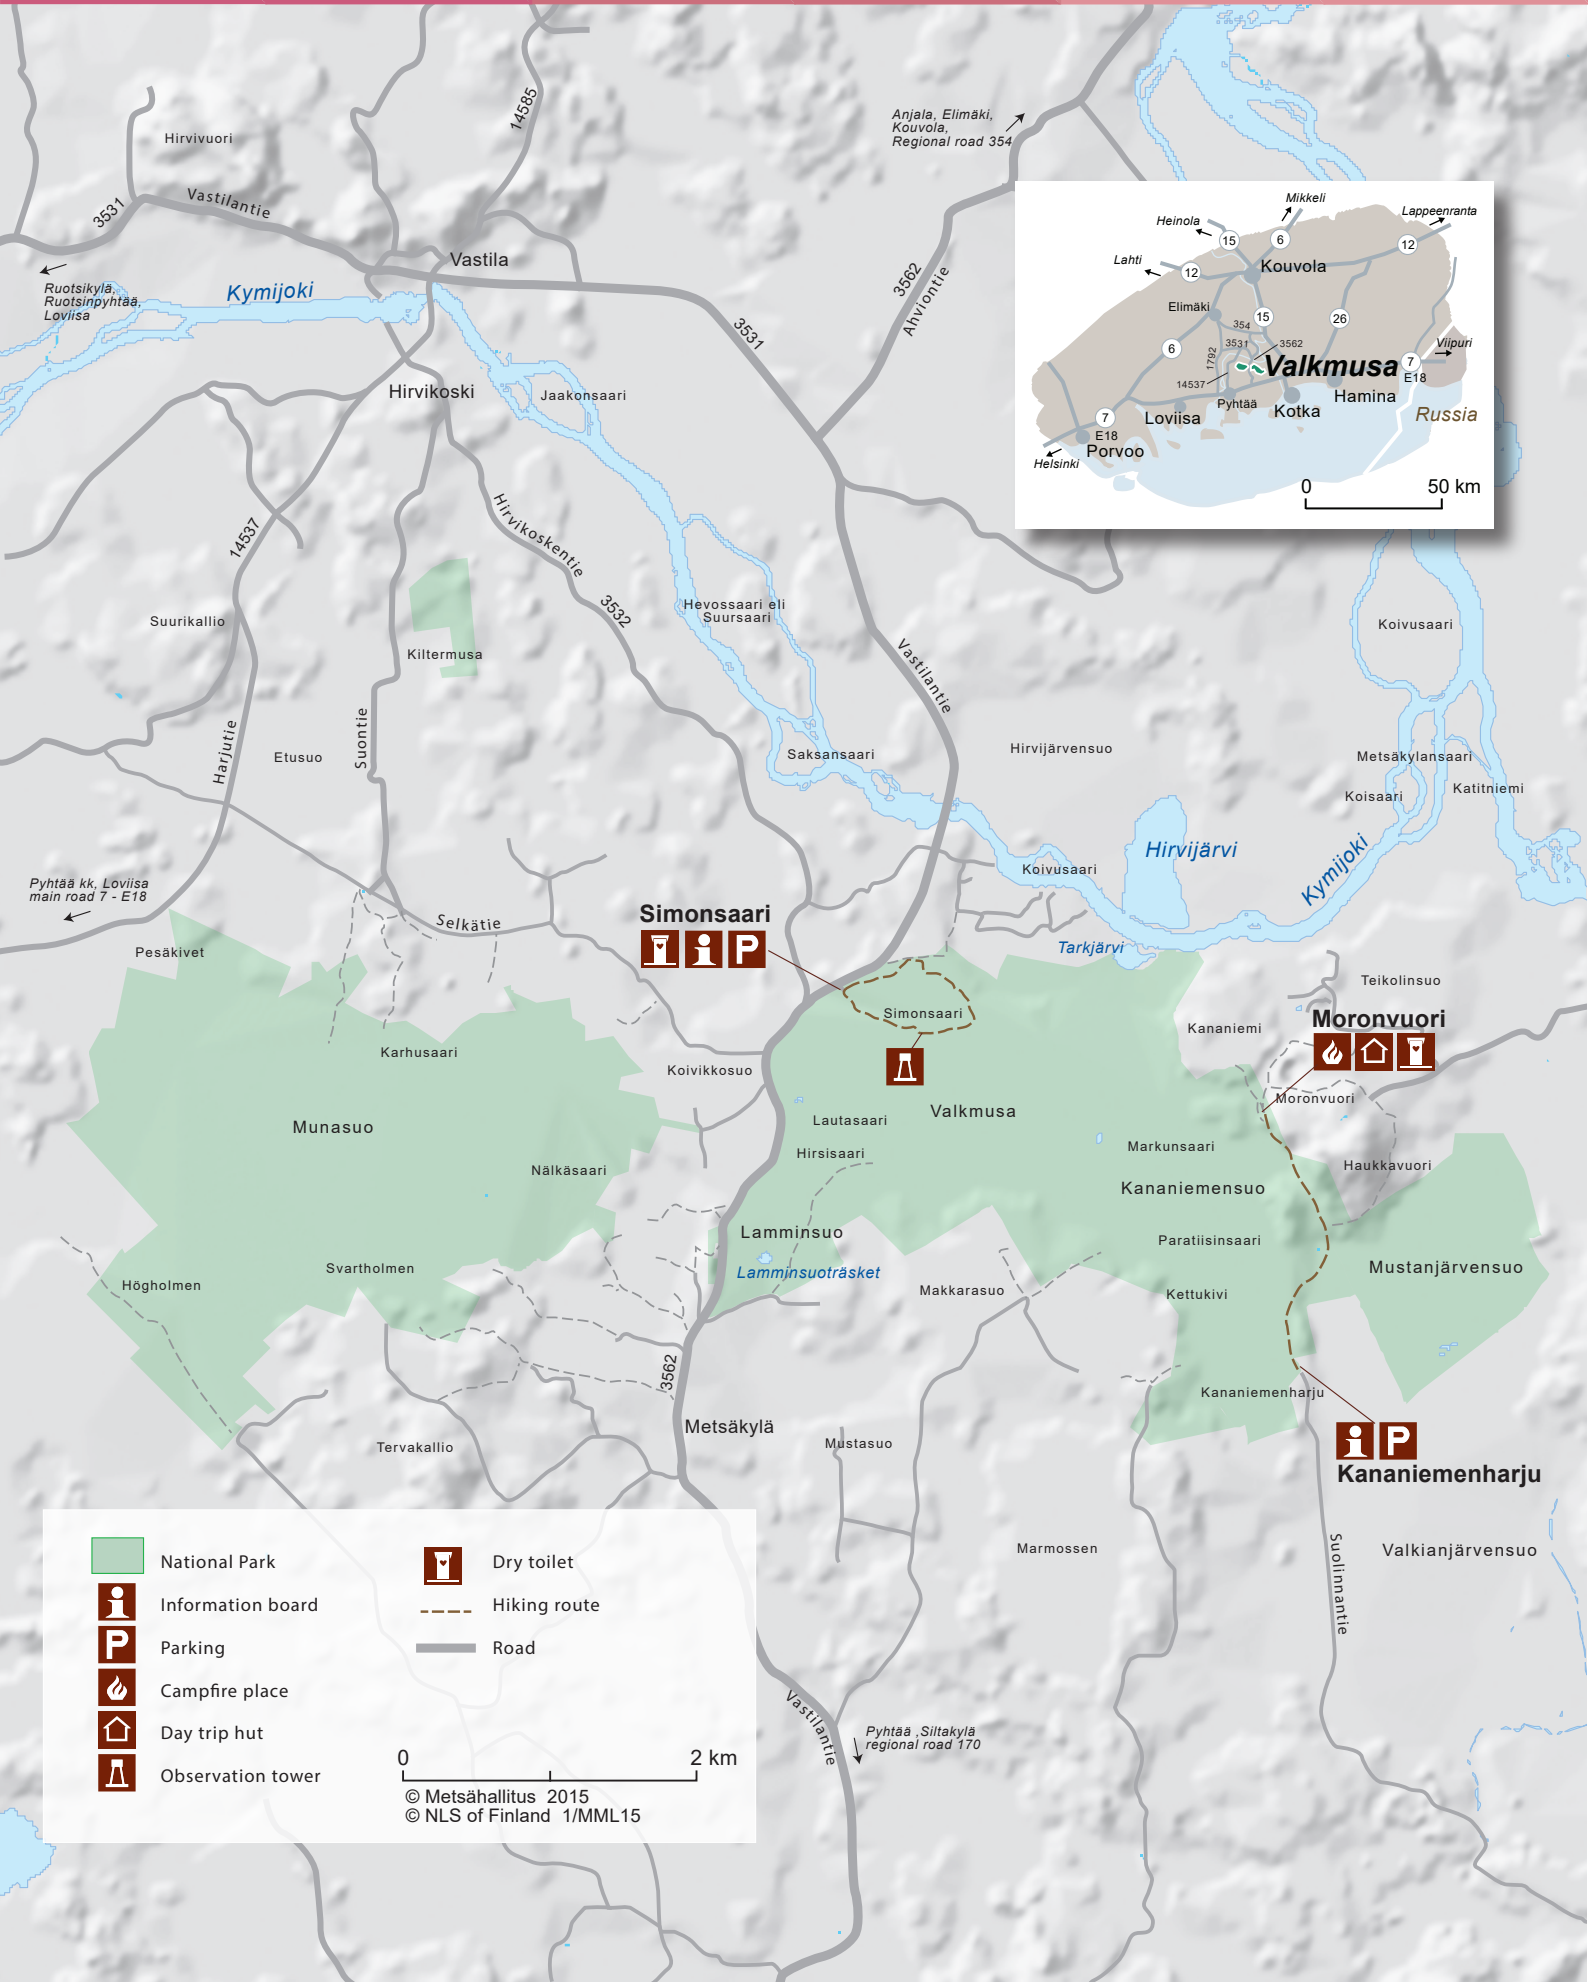 14585
Hirvivuori
Anjala, Elimäki,
Kouvola,
Regional road 354
3531
Vastilantie
Vastila
Ruotsikylä,
Ruotsinpyhtää,
Loviisa
Kymijoki
3562
Ahviontie
3531
Hirvikoski
Jaakonsaari
Mikkeli
Heinola
Lappeenranta
15
6
12
Lahti
12
Kouvola
Elimäki
354
15
26
6
1792
3531
3562
Viipuri
Valkmusa
7
E18
14537
Pyhtää
Hamina
Loviisa
Kotka
Russia
7
E18
Porvoo
Helsinki
0
50 km
14537
Hirvikoskentie
3532
Suurikallio
Kiltermusa
Hevossaari eli
Suursaari
Koivusaari
Vastilantie
Harjutie
Etusuo
Suontie
Saksansaari
Hirvijärvensuo
Metsäkylansaari
Koisaari
Katitniemi
Hirvijärvi
Koivusaari
Kymijoki
Pyhtää kk, Loviisa
main road 7 - E18
Selkätie
Simonsaari
P
Pesäkivet
Tarkjärvi
Teikolinsuo
Simonsaari
Kananiemi
Moronvuori
Karhusaari
Koivikkosuo
Moronvuori
Munasuo
Lautasaari
Valkmusa
Hirsisaari
Markunsaari
Nälkäsaari
Haukkavuori
Kananiemensuo
Lamminsuo
Paratiisinsaari
Svartholmen
Lamminsuoträsket
Mustanjärvensuo
Högholmen
Makkarasuo
Kettukivi
3562
Kananiemenharju
Metsäkylä
Mustasuo
Tervakallio
P
Kananiemenharju
Marmossen
Suolinnantie
Valkianjärvensuo
National Park
Information board
P
Parking
Campfire place
Day trip hut
Observation tower
Dry toilet
Hiking route
Road
0
2 km
© Metsähallitus 2015
© NLS of Finland 1/MML15
Vastilantie
Pyhtää ,Siltakylä
regional road 170